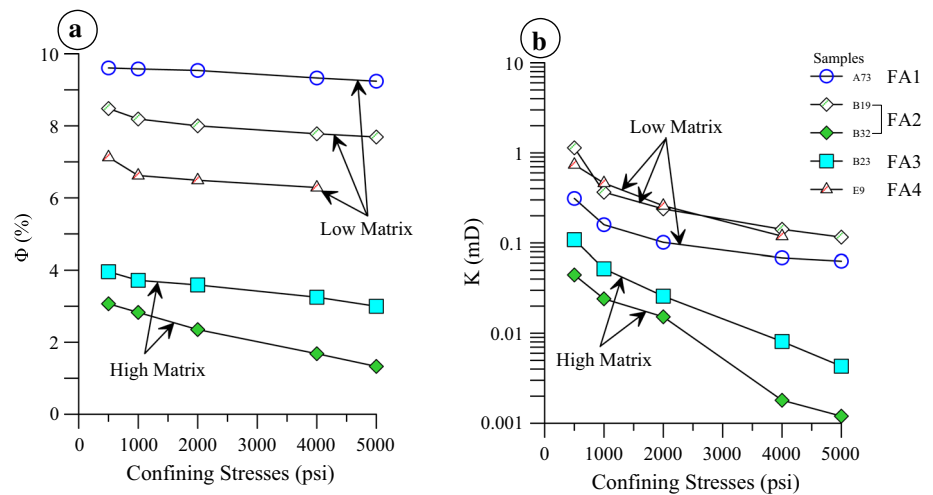 a
10
8
6
4
2
0
Φ (%)
Low Matrix
High Matrix
0 1000 2000 3000 4000 5000
Confining Stresses (psi)
b
10
1
0.1
0.01
0.001
K (mD)
Low Matrix
High Matrix
0 1000 2000 3000 4000 5000
Confining Stresses (psi)
Samples
A73 FA1
B19
FA2
B32
B23 FA3
E9 FA4